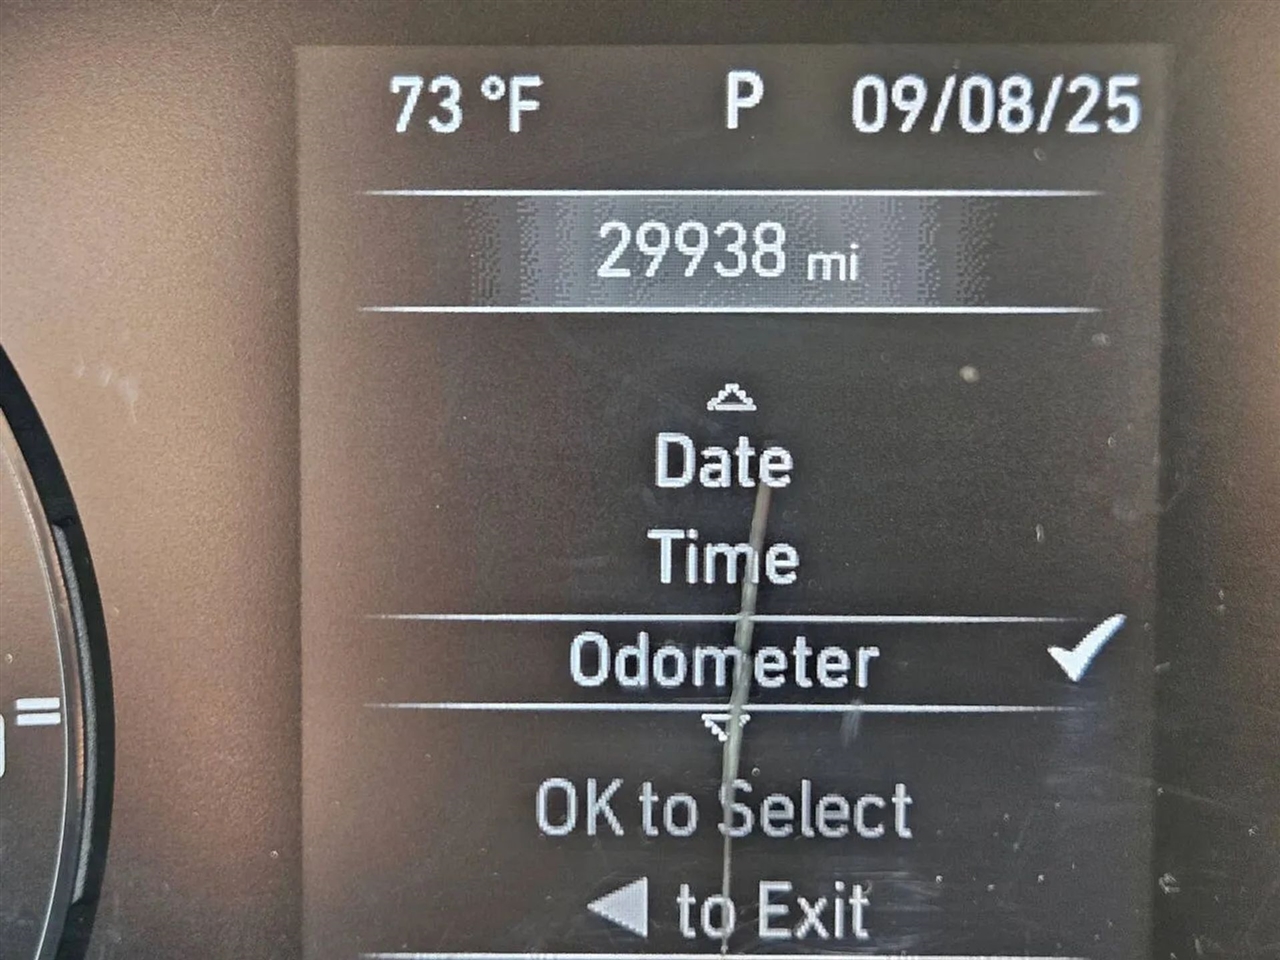 73 °F P 09/08/25
29938 mi
Date
Time
Odometer
OK to Select
to Exit